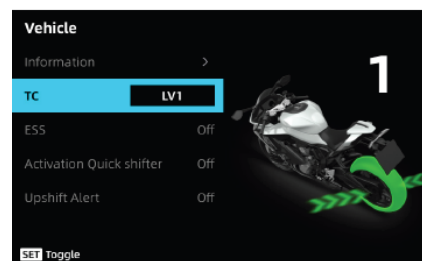 Vehicle
Information >
TC LV1
1
ESS Off
Activation Quick shifter Off
Upshift Alert Off
SET Toggle